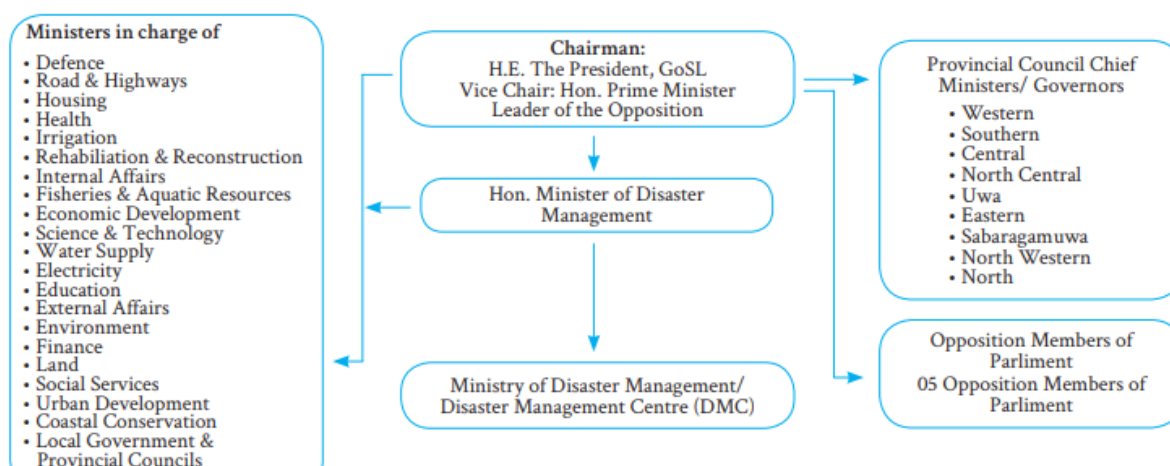 Ministers in charge of
• Defence
• Road & Highways
• Housing
• Health
• Irrigation
• Rehabiliation & Reconstruction
• Internal Affairs
• Fisheries & Aquatic Resources
• Economic Development
• Science & Technology
• Water Supply
• Electricity
• Education
• External Affairs
• Environment
• Finance
• Land
• Social Services
• Urban Development
• Coastal Conservation
• Local Government &
Provincial Councils
Chairman:
H.E. The President, GoSL
Vice Chair: Hon. Prime Minister
Leader of the Opposition
Hon. Minister of Disaster
Management
Ministry of Disaster Management/
Disaster Management Centre (DMC)
Provincial Council Chief
Ministers/ Governors
• Western
• Southern
• Central
• North Central
• Uwa
• Eastern
• Sabaragamuwa
• North Western
• North
Opposition Members of
Parliment
05 Opposition Members of
Parliment